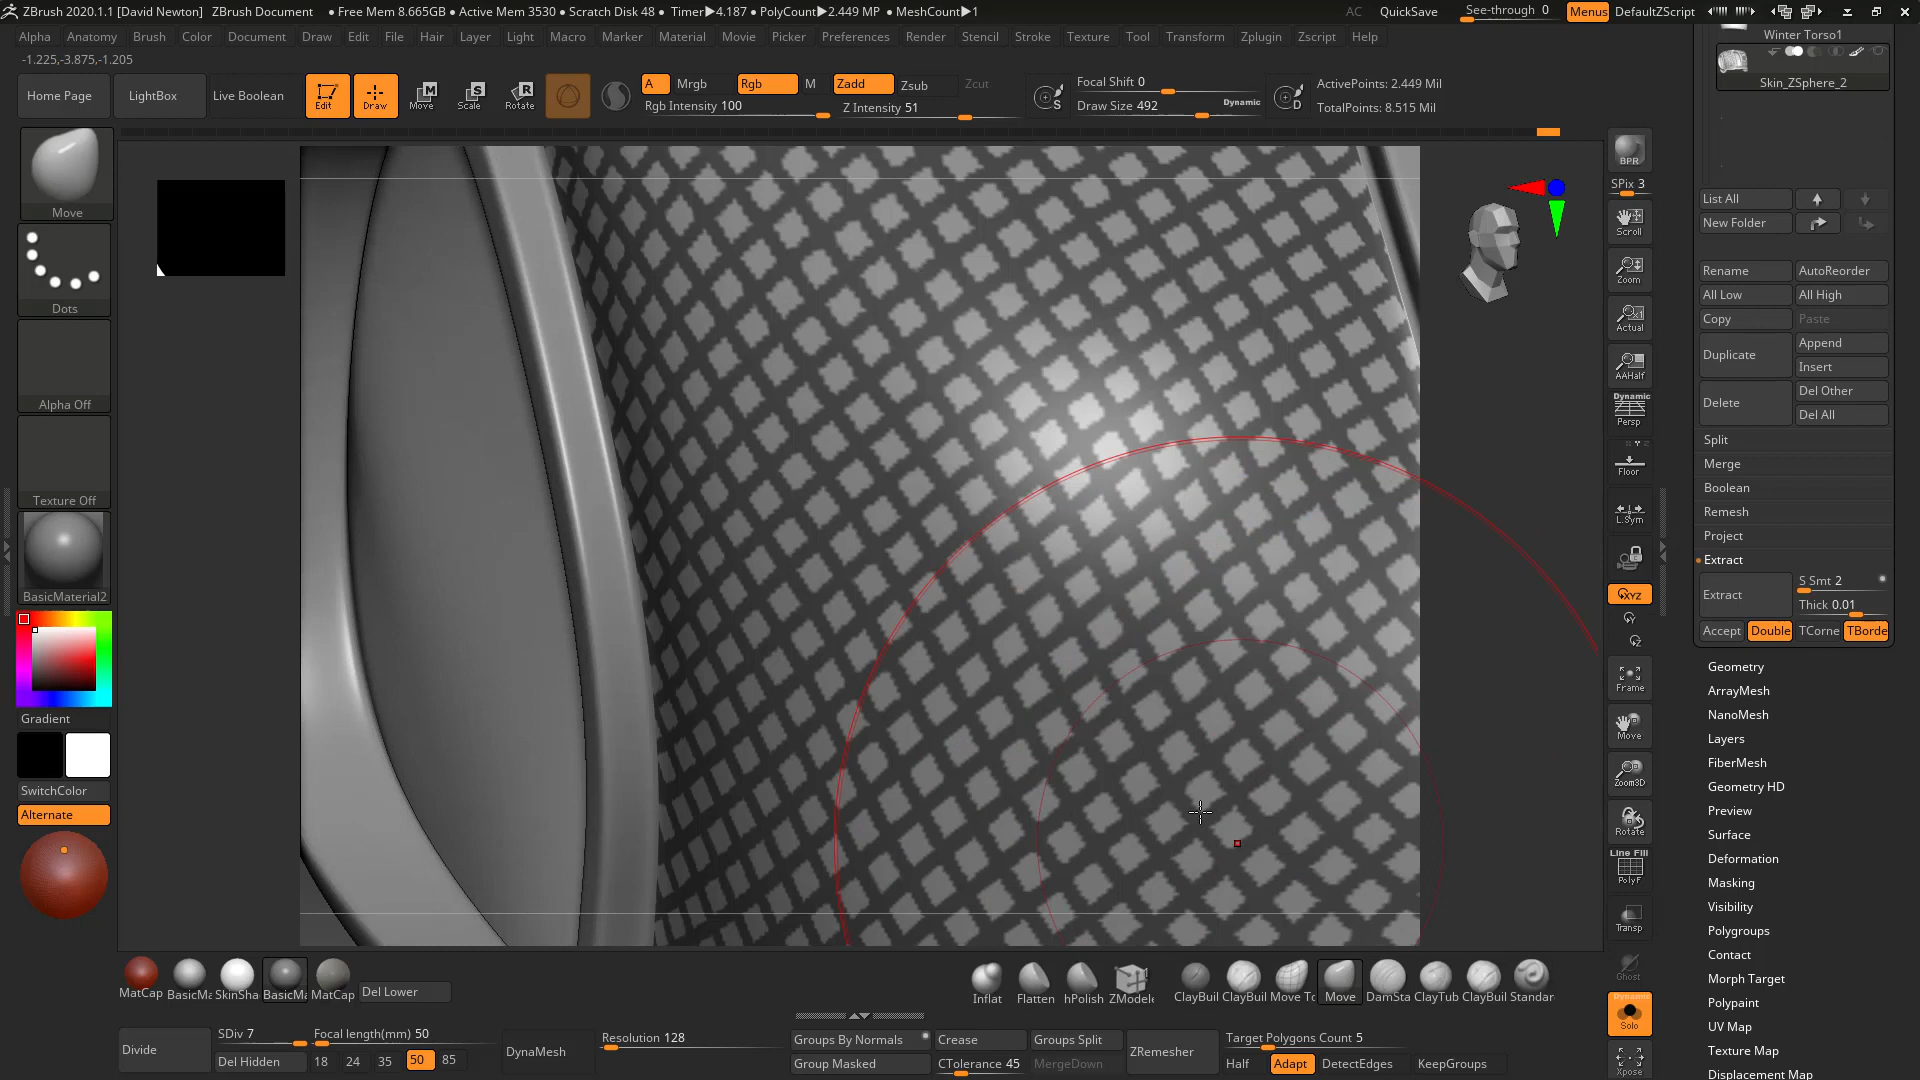 ZBrush 2020.1.1 [David Newton] ZBrush Document • Free Mem 8.665GB • Active Mem 3530 • Scratch Disk 48 • Timer▶4.187 • PolyCount▶2.449 MP • MeshCount▶1 AC QuickSave See-through 0 Menus DefaultZScript
Alpha Anatomy Brush Color Document Draw Edit File Hair Layer Light Macro Marker Material Movie Picker Preferences Render Stencil Stroke Texture Tool Transform Zplugin Zscript Help
-1.225,-3.875,-1.205
Home Page LightBox Live Boolean Edit Draw Move Scale Rotate
A Mrgb Rgb M Zadd Zsub Zcut
Rgb Intensity 100 Z Intensity 51
Focal Shift 0
Draw Size 492 Dynamic
ActivePoints: 2.449 Mil
TotalPoints: 8.515 Mil
Move
Dots
Alpha Off
Texture Off
BasicMaterial2
Gradient
SwitchColor
Alternate
BPR
SPix 3
Scroll
Zoom
Actual
AAHalf
Dynamic
Persp
Floor
L.Sym
XYZ
Frame
Move
Zoom3D
Rotate
Line Fill
PolyF
Transp
Ghost
Dynamic
Solo
Xpose
Winter Torso1
Skin_ZSphere_2
List All
New Folder
Rename AutoReorder
All Low All High
Copy Paste
Duplicate Append
Insert
Delete Del Other
Del All
Split
Merge
Boolean
Remesh
Project
Extract
Extract S Smt 2
Thick 0.01
Accept Double TCorne TBorde
Geometry
ArrayMesh
NanoMesh
Layers
FiberMesh
Geometry HD
Preview
Surface
Deformation
Masking
Visibility
Polygroups
Contact
Morph Target
Polypaint
UV Map
Texture Map
Displacement Map
MatCap BasicMa SkinSha BasicMa MatCap Del Lower
Inflat Flatten hPolish ZModele ClayBuil ClayBuil Move Tc Move DamSta ClayTub ClayBuil Standar
Divide SDiv 7 Focal length(mm) 50
Del Hidden 18 24 35 50 85
DynaMesh Resolution 128
Groups By Normals Crease Groups Split
Group Masked CTolerance 45 MergeDown
ZRemesher Target Polygons Count 5
Half Adapt DetectEdges KeepGroups